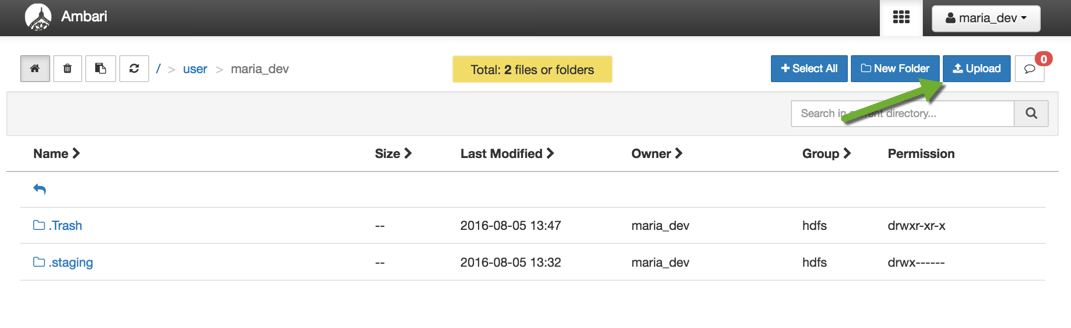 Ambari
maria_dev
/ > user > maria_dev
Total: 2 files or folders
Select All
New Folder
Upload
0
Search in current directory...
Name Size Last Modified Owner Group Permission
.Trash -- 2016-08-05 13:47 maria_dev hdfs drwxr-xr-x
.staging -- 2016-08-05 13:32 maria_dev hdfs drwx------